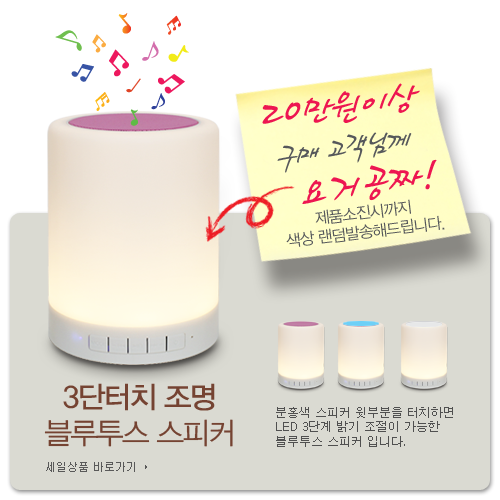 20만원이상
구매 고객님께
요거 공짜!
제품소진시까지
색상 랜덤발송해드립니다.
3단터치 조명
블루투스 스피커
세일상품 바로가기
분홍색 스피커 윗부분을 터치하면
LED 3단계 밝기 조절이 가능한
블루투스 스피커 입니다.